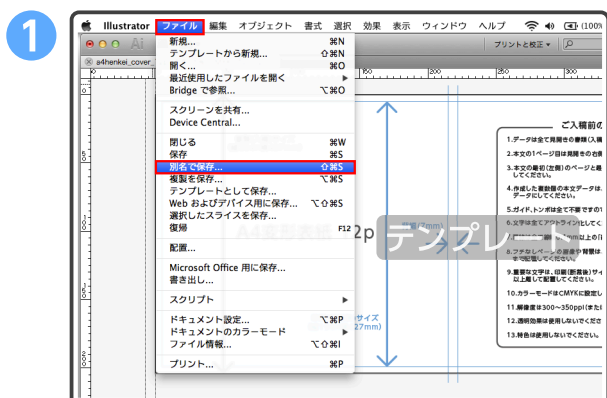 1
Illustrator ファイル 編集 オブジェクト 書式 選択 効果 表示 ウィンドウ ヘルプ (100%
Ai プリントと校正
a4henkei_cover_
新規... ⌘N
テンプレートから新規... ⇧⌘N
開く... ⌘O
最近使用したファイルを開く
Bridge で参照... ⌥⌘O
スクリーンを共有...
Device Central...
閉じる ⌘W
保存 ⌘S
別名で保存... ⇧⌘S
複製を保存... ⌥⌘S
テンプレートとして保存...
Web およびデバイス用に保存... ⌥⇧⌘S
選択したスライスを保存...
復帰 F12
配置...
Microsoft Office 用に保存...
書き出し...
スクリプト
ドキュメント設定... ⌥⌘P
ドキュメントのカラーモード
ファイル情報... ⌥⇧⌘I
プリント... ⌘P
150 200 250 300
2p
テンプレート
(7mm)
サイズ
27mm)
ご入稿前の
1.データは全て見開きの書類(入稿
2.本文の1ページ目は見開きの右側
3.本文の最初(左側)のページと最
してください。
4.作成した複数個の本文データは、
データにしてください。
5.ガイド、トンボは全て不要ですの
6.文字は全てアウトライン化してく
9.重要な文字は、印刷(断裁後)サイ
以上離して配置してください。
10.カラーモードはCMYKに設定し
11.解像度は300〜350ppi(また
12.透明効果は使用しないでくださ
13.特色は使用しないでください。